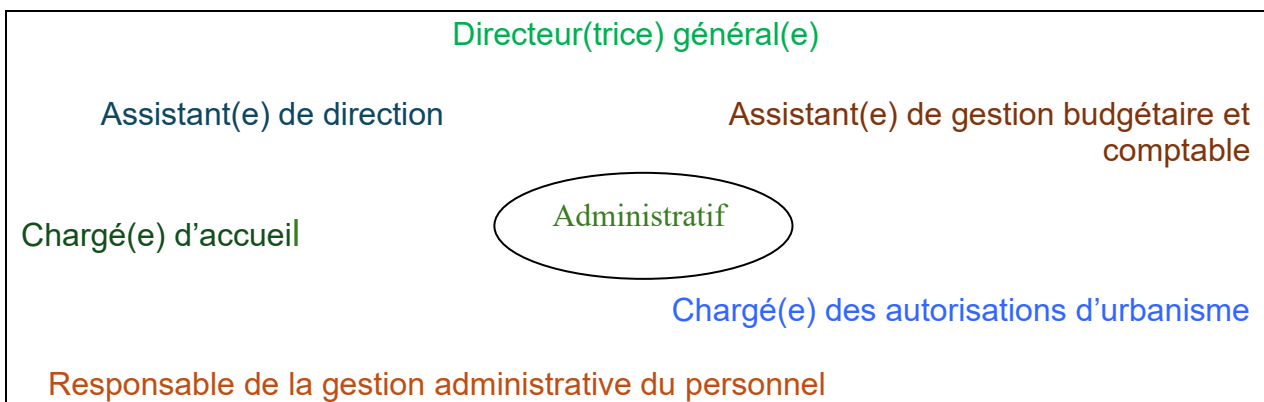 Directeur(trice) général(e)
Assistant(e) de direction
Assistant(e) de gestion budgétaire et
comptable
Administratif
Chargé(e) d’accueil
Chargé(e) des autorisations d’urbanisme
Responsable de la gestion administrative du personnel